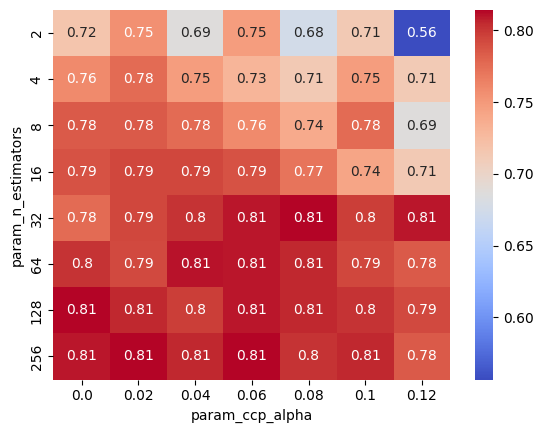 2 0.72 0.75 0.69 0.75 0.68 0.71 0.56
4 0.76 0.78 0.75 0.73 0.71 0.75 0.71
8 0.78 0.78 0.78 0.76 0.74 0.78 0.69
16 0.79 0.79 0.79 0.79 0.77 0.74 0.71
32 0.78 0.79 0.8 0.81 0.81 0.8 0.81
64 0.8 0.79 0.81 0.81 0.81 0.79 0.78
128 0.81 0.81 0.8 0.81 0.81 0.8 0.79
256 0.81 0.81 0.81 0.81 0.8 0.81 0.78
0.0 0.02 0.04 0.06 0.08 0.1 0.12
param_ccp_alpha
param_n_estimators
0.80
0.75
0.70
0.65
0.60